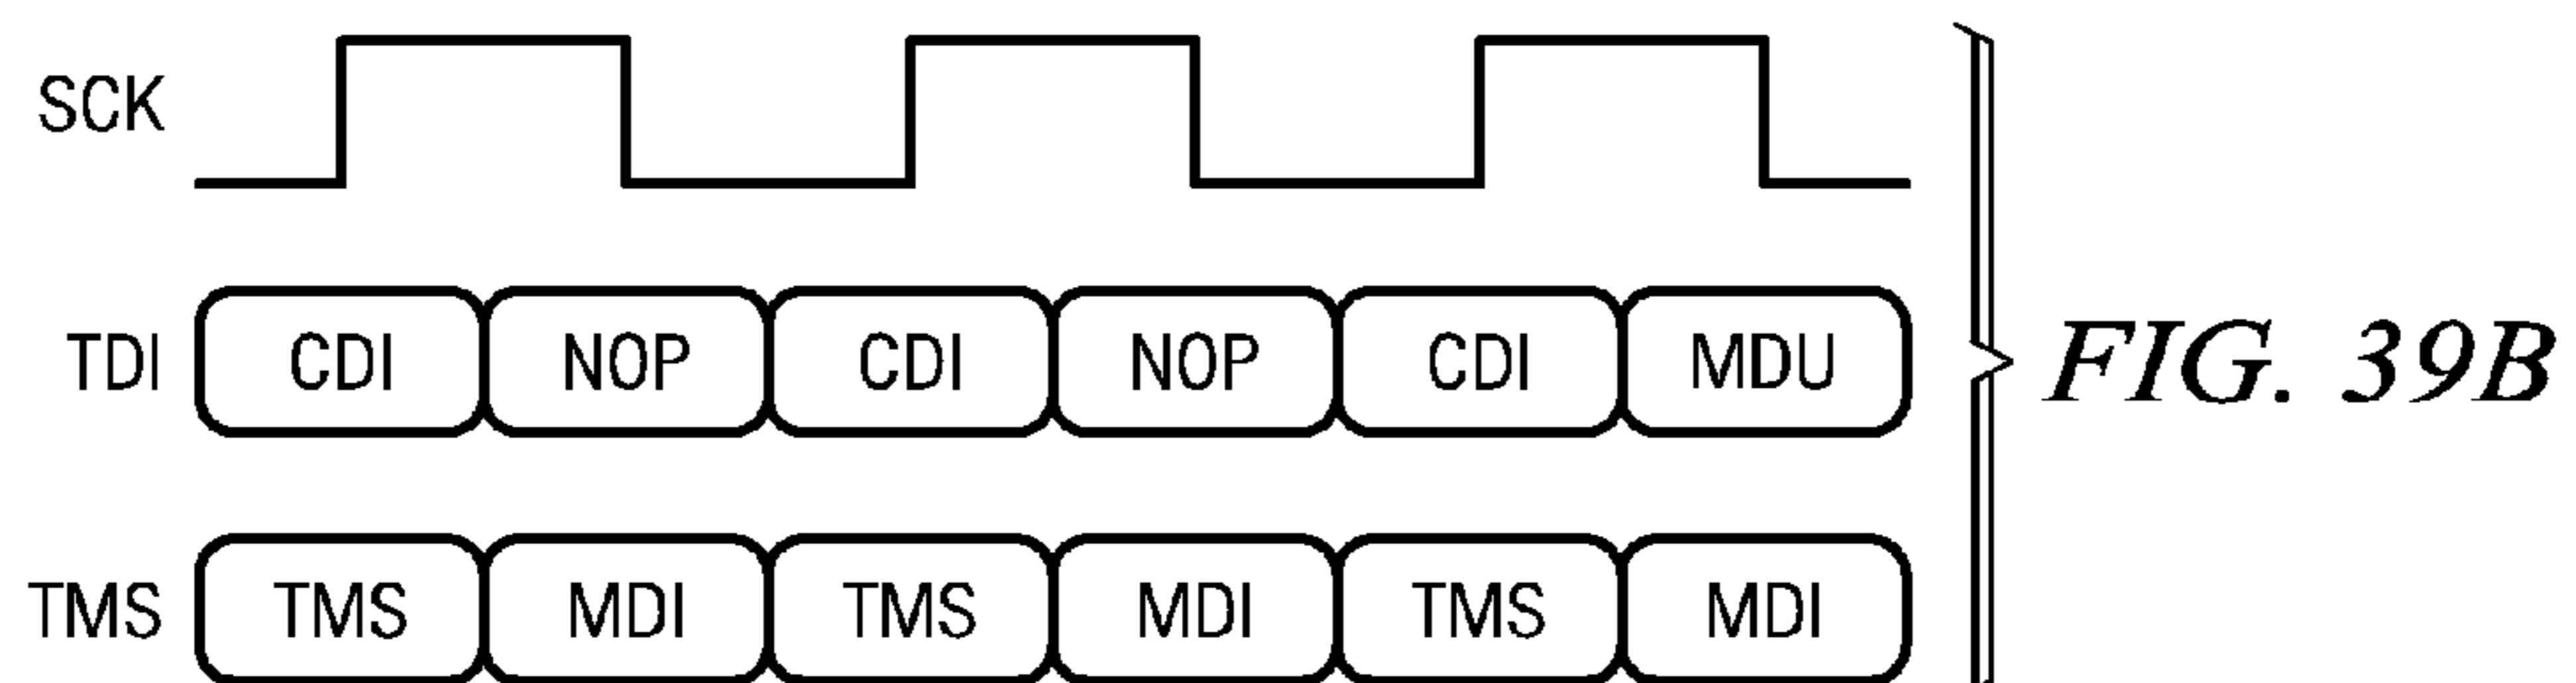 SCK
TDI CDI NOP CDI NOP CDI MDU
TMS TMS MDI TMS MDI TMS MDI
FIG. 39B